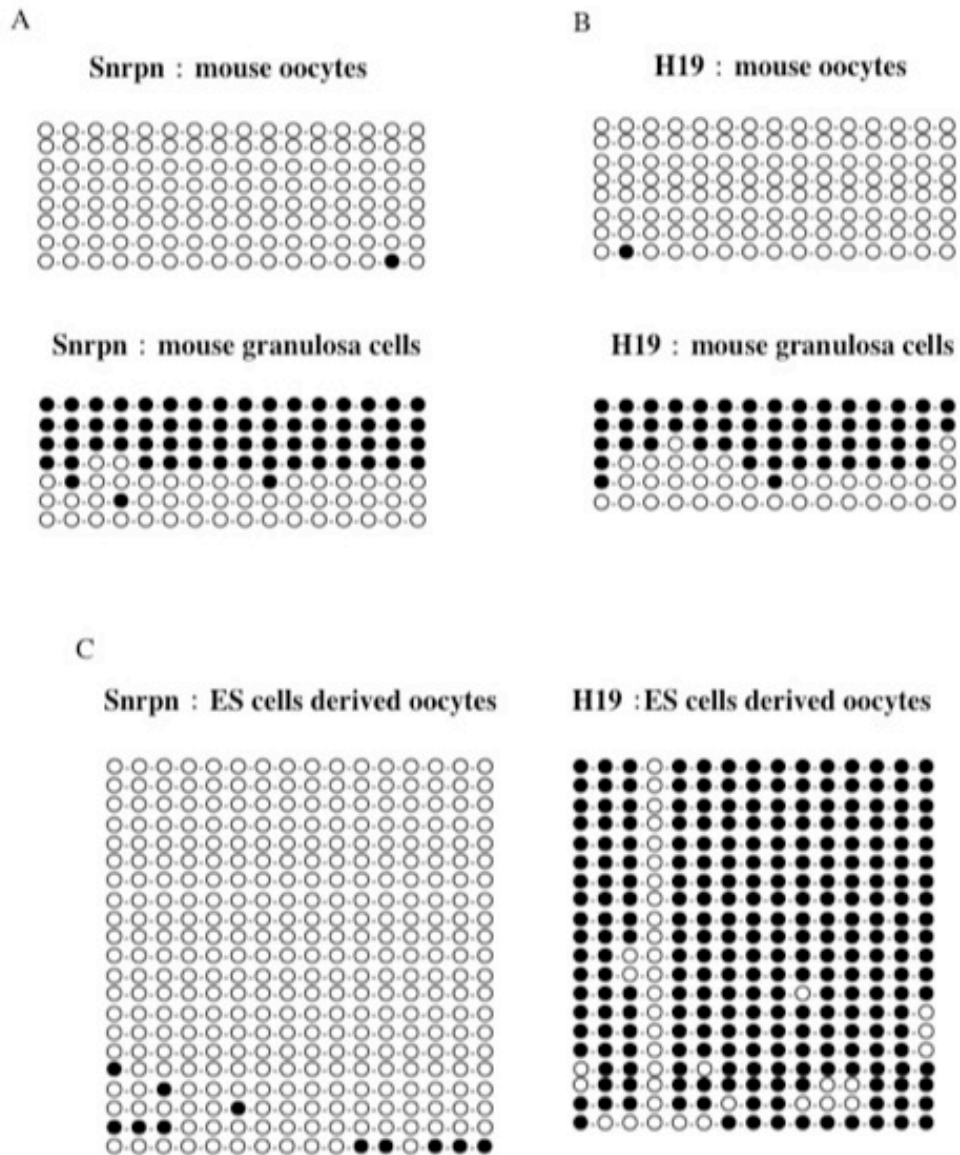 A
B
Snrpn : mouse oocytes
H19 : mouse oocytes
Snrpn : mouse granulosa cells
H19 : mouse granulosa cells
C
Snrpn : ES cells derived oocytes
H19 :ES cells derived oocytes